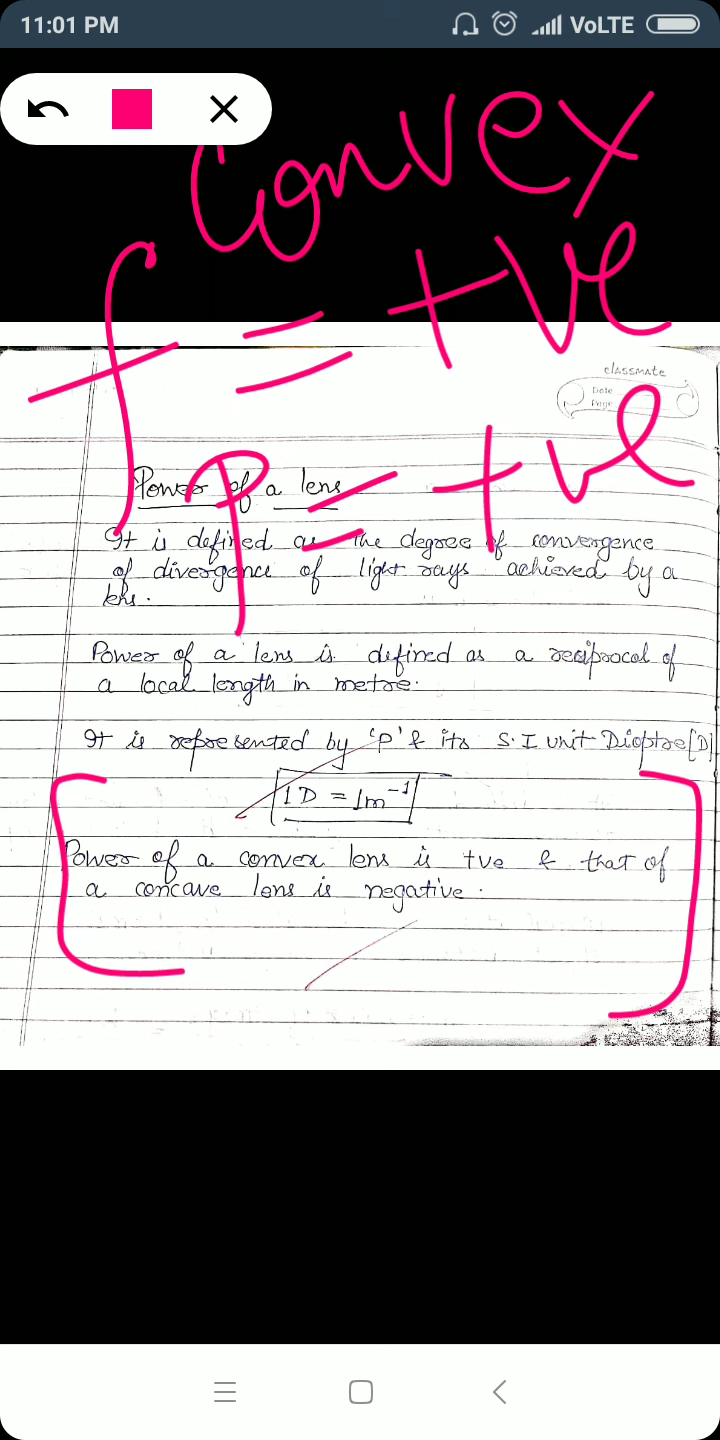 11:01 PM VoLTE
Convex
f = +ve
classmate
Date
Page
P = +ve
Power of a lens
It is defined as the degree of convergence
of divergence of light rays achieved by a
lens.
Power of a lens is defined as a reciprocal of
a local length in metre.
It is represented by 'P' & its S.I unit Dioptre[D]
1D = 1m⁻¹
Power of a convex lens is +ve & that of
a concave lens is negative.